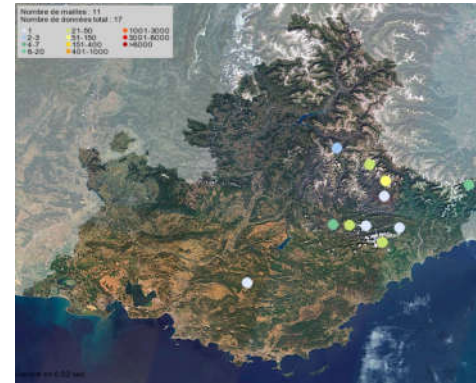 Nombre de mailles : 11
Nombre de données total : 17
1 21-50 1001-3000
2-3 51-150 3001-6000
4-7 151-400 >6000
8-20 401-1000